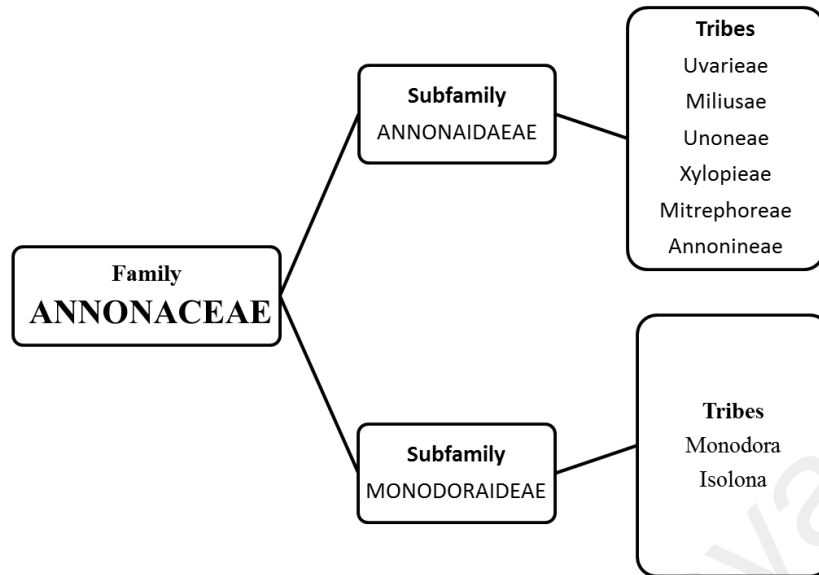 Family
ANNONACEAE
Subfamily
ANNONAIDAEAE
Tribes
Uvarieae
Miliusae
Unoneae
Xylopieae
Mitrephoreae
Annonineae
Subfamily
MONODORAIDEAE
Tribes
Monodora
Isolona